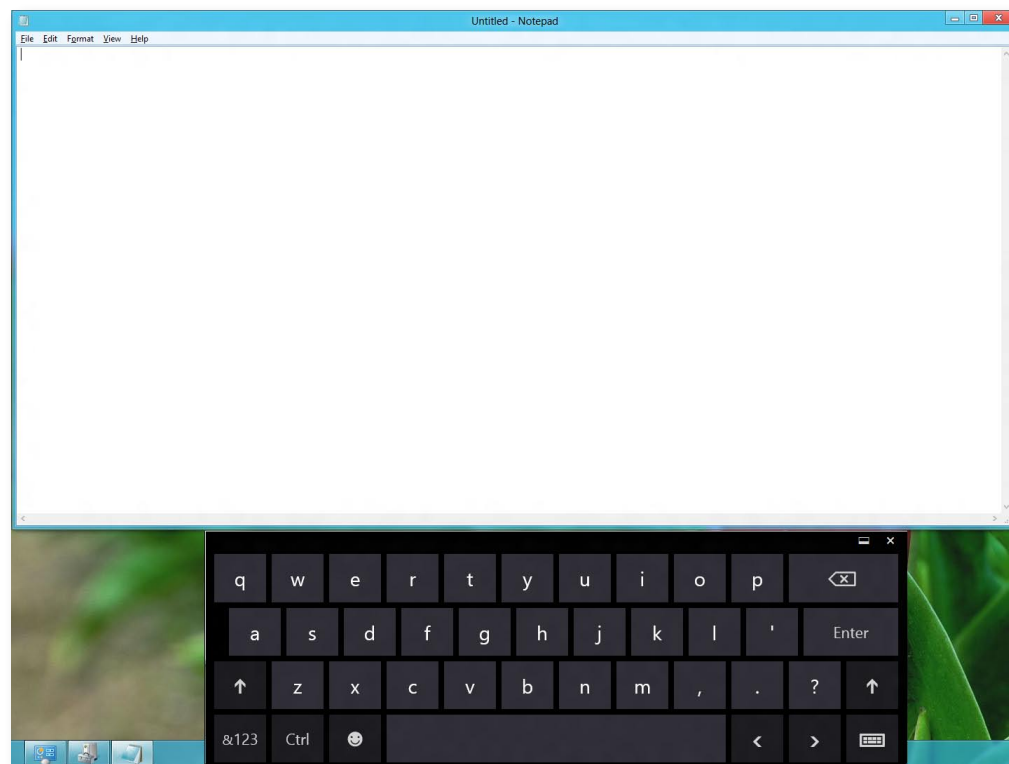 Untitled - Notepad
File Edit Format View Help
q w e r t y u i o p
a s d f g h j k l ' Enter
z x c v b n m , . ?
&123 Ctrl < >